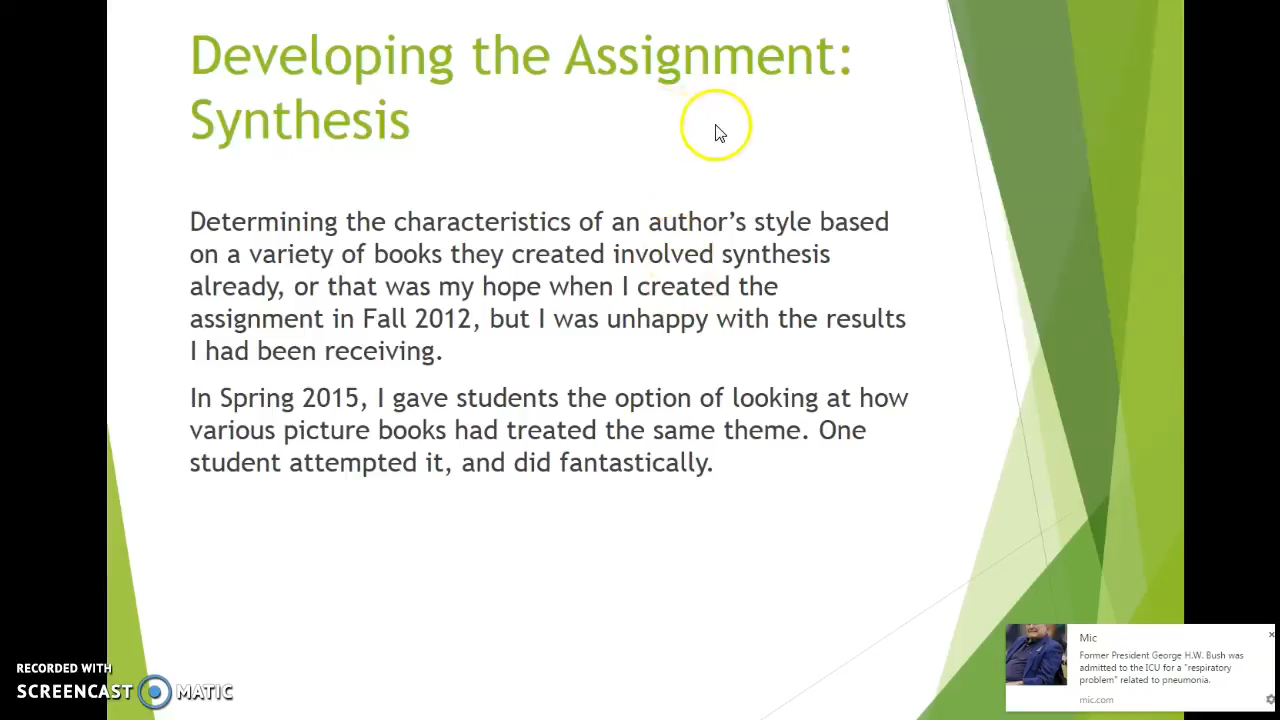 Developing the Assignment:
Synthesis
Determining the characteristics of an author's style based
on a variety of books they created involved synthesis
already, or that was my hope when I created the
assignment in Fall 2012, but I was unhappy with the results
I had been receiving.
In Spring 2015, I gave students the option of looking at how
various picture books had treated the same theme. One
student attempted it, and did fantastically.
Mic
Former President George H.W. Bush was
admitted to the ICU for a "respiratory
problem" related to pneumonia.
mic.com
RECORDED WITH
SCREENCAST MATIC